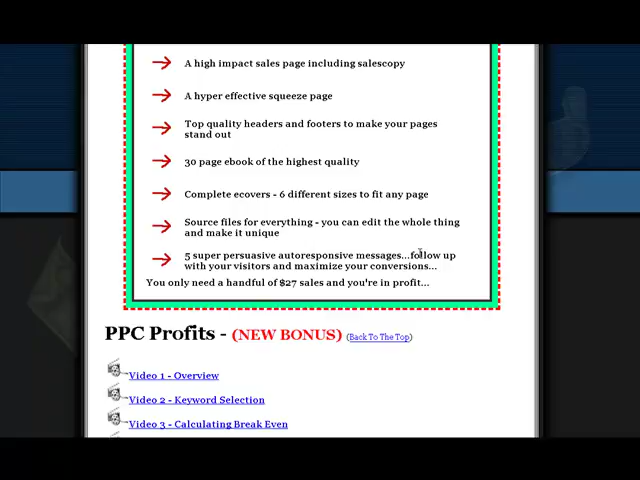 A high impact sales page including salescopy
A hyper effective squeeze page
Top quality headers and footers to make your pages
stand out
30 page ebook of the highest quality
Complete ecovers - 6 different sizes to fit any page
Source files for everything - you can edit the whole thing
and make it unique
5 super persuasive autoresponsive messages...follow up
with your visitors and maximize your conversions...
You only need a handful of $27 sales and you're in profit...
PPC Profits - (NEW BONUS) (Back To The Top)
Video 1 - Overview
Video 2 - Keyword Selection
Video 3 - Calculating Break Even